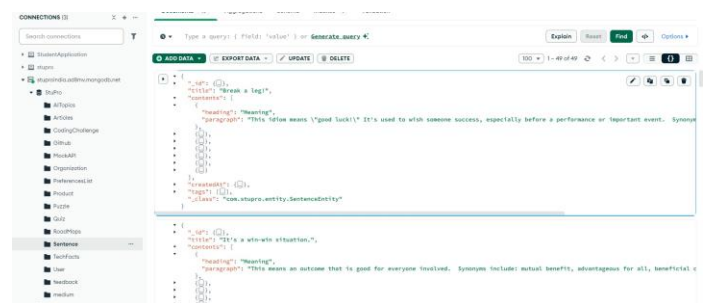 CONNECTIONS (3)
Search connections
StudentApplication
stupro
stuproindia.adlinv.mongodb.net
StuPro
AITopics
Articles
CodingChallenge
Github
MockAPI
Organization
PreferencesList
Product
Puzzle
Quiz
RoadMaps
Sentence
TechFacts
User
feedback
medium
Type a query: { field: 'value' } or Generate query
Explain
Reset
Find
Options
ADD DATA
EXPORT DATA
UPDATE
DELETE
100
1 - 49 of 49
{
"_id": {…},
"title": "Break a leg!",
"contents": [
{
"heading": "Meaning",
"paragraph": "This idiom means \"good luck!\" It's used to wish someone success, especially before a performance or important event.  Synonym
},
{…},
{…},
{…},
{…},
{…}
],
"createdAt": {…},
"tags": […],
"_class": "com.stupro.entity.SentenceEntity"
}
{
"_id": {…},
"title": "It's a win-win situation.",
"contents": [
{
"heading": "Meaning",
"paragraph": "This means an outcome that is good for everyone involved.  Synonyms include: mutual benefit, advantageous for all, beneficial
},
{…},
{…},
{…},